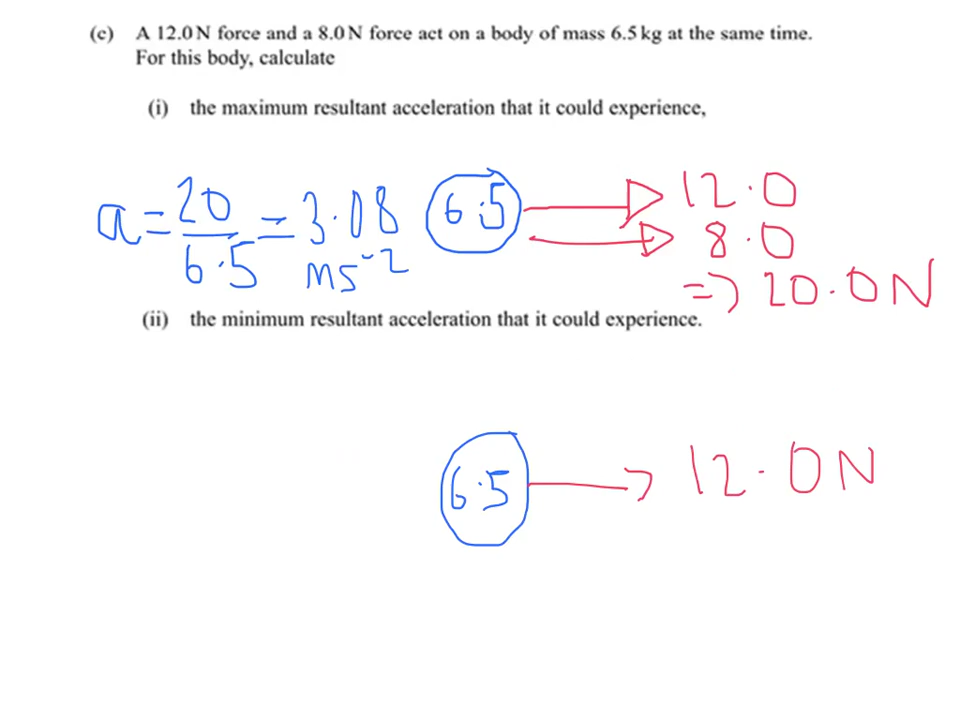 (c) A 12.0 N force and a 8.0 N force act on a body of mass 6.5 kg at the same time.
For this body, calculate
(i) the maximum resultant acceleration that it could experience,
a = 20/6.5 = 3.08 ms⁻²
6.5
12.0
8.0
=> 20.0N
(ii) the minimum resultant acceleration that it could experience.
6.5
12.0N